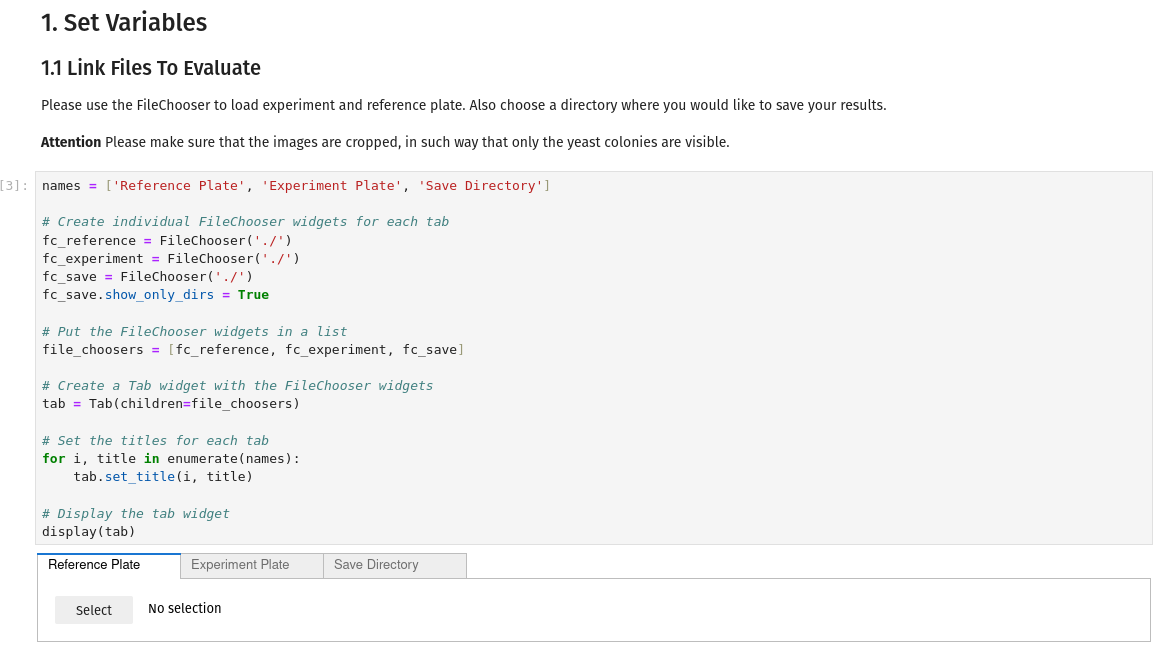 1. Set Variables
1.1 Link Files To Evaluate
Please use the FileChooser to load experiment and reference plate. Also choose a directory where you would like to save your results.
Attention Please make sure that the images are cropped, in such way that only the yeast colonies are visible.
[3]: names = ['Reference Plate', 'Experiment Plate', 'Save Directory']
# Create individual FileChooser widgets for each tab
fc_reference = FileChooser('./')
fc_experiment = FileChooser('./')
fc_save = FileChooser('./')
fc_save.show_only_dirs = True
# Put the FileChooser widgets in a list
file_choosers = [fc_reference, fc_experiment, fc_save]
# Create a Tab widget with the FileChooser widgets
tab = Tab(children=file_choosers)
# Set the titles for each tab
for i, title in enumerate(names):
    tab.set_title(i, title)
# Display the tab widget
display(tab)
Reference Plate Experiment Plate Save Directory
Select No selection